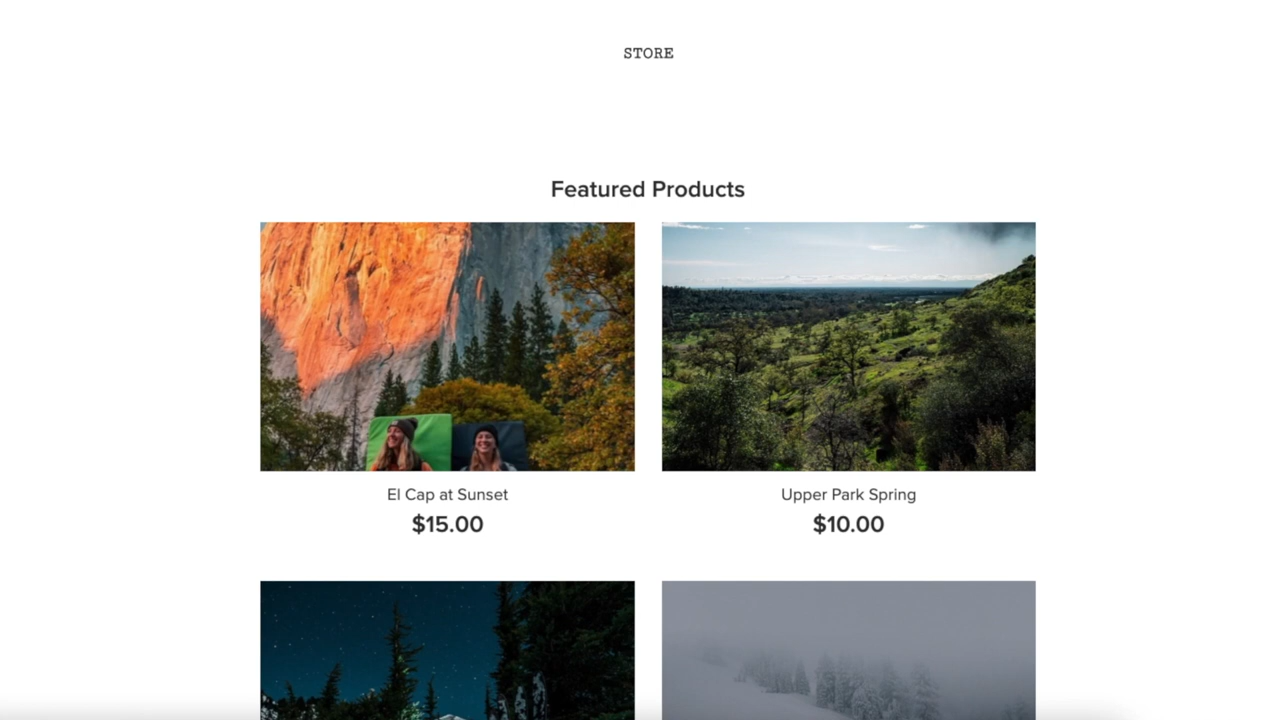 STORE
Featured Products
El Cap at Sunset
$15.00
Upper Park Spring
$10.00